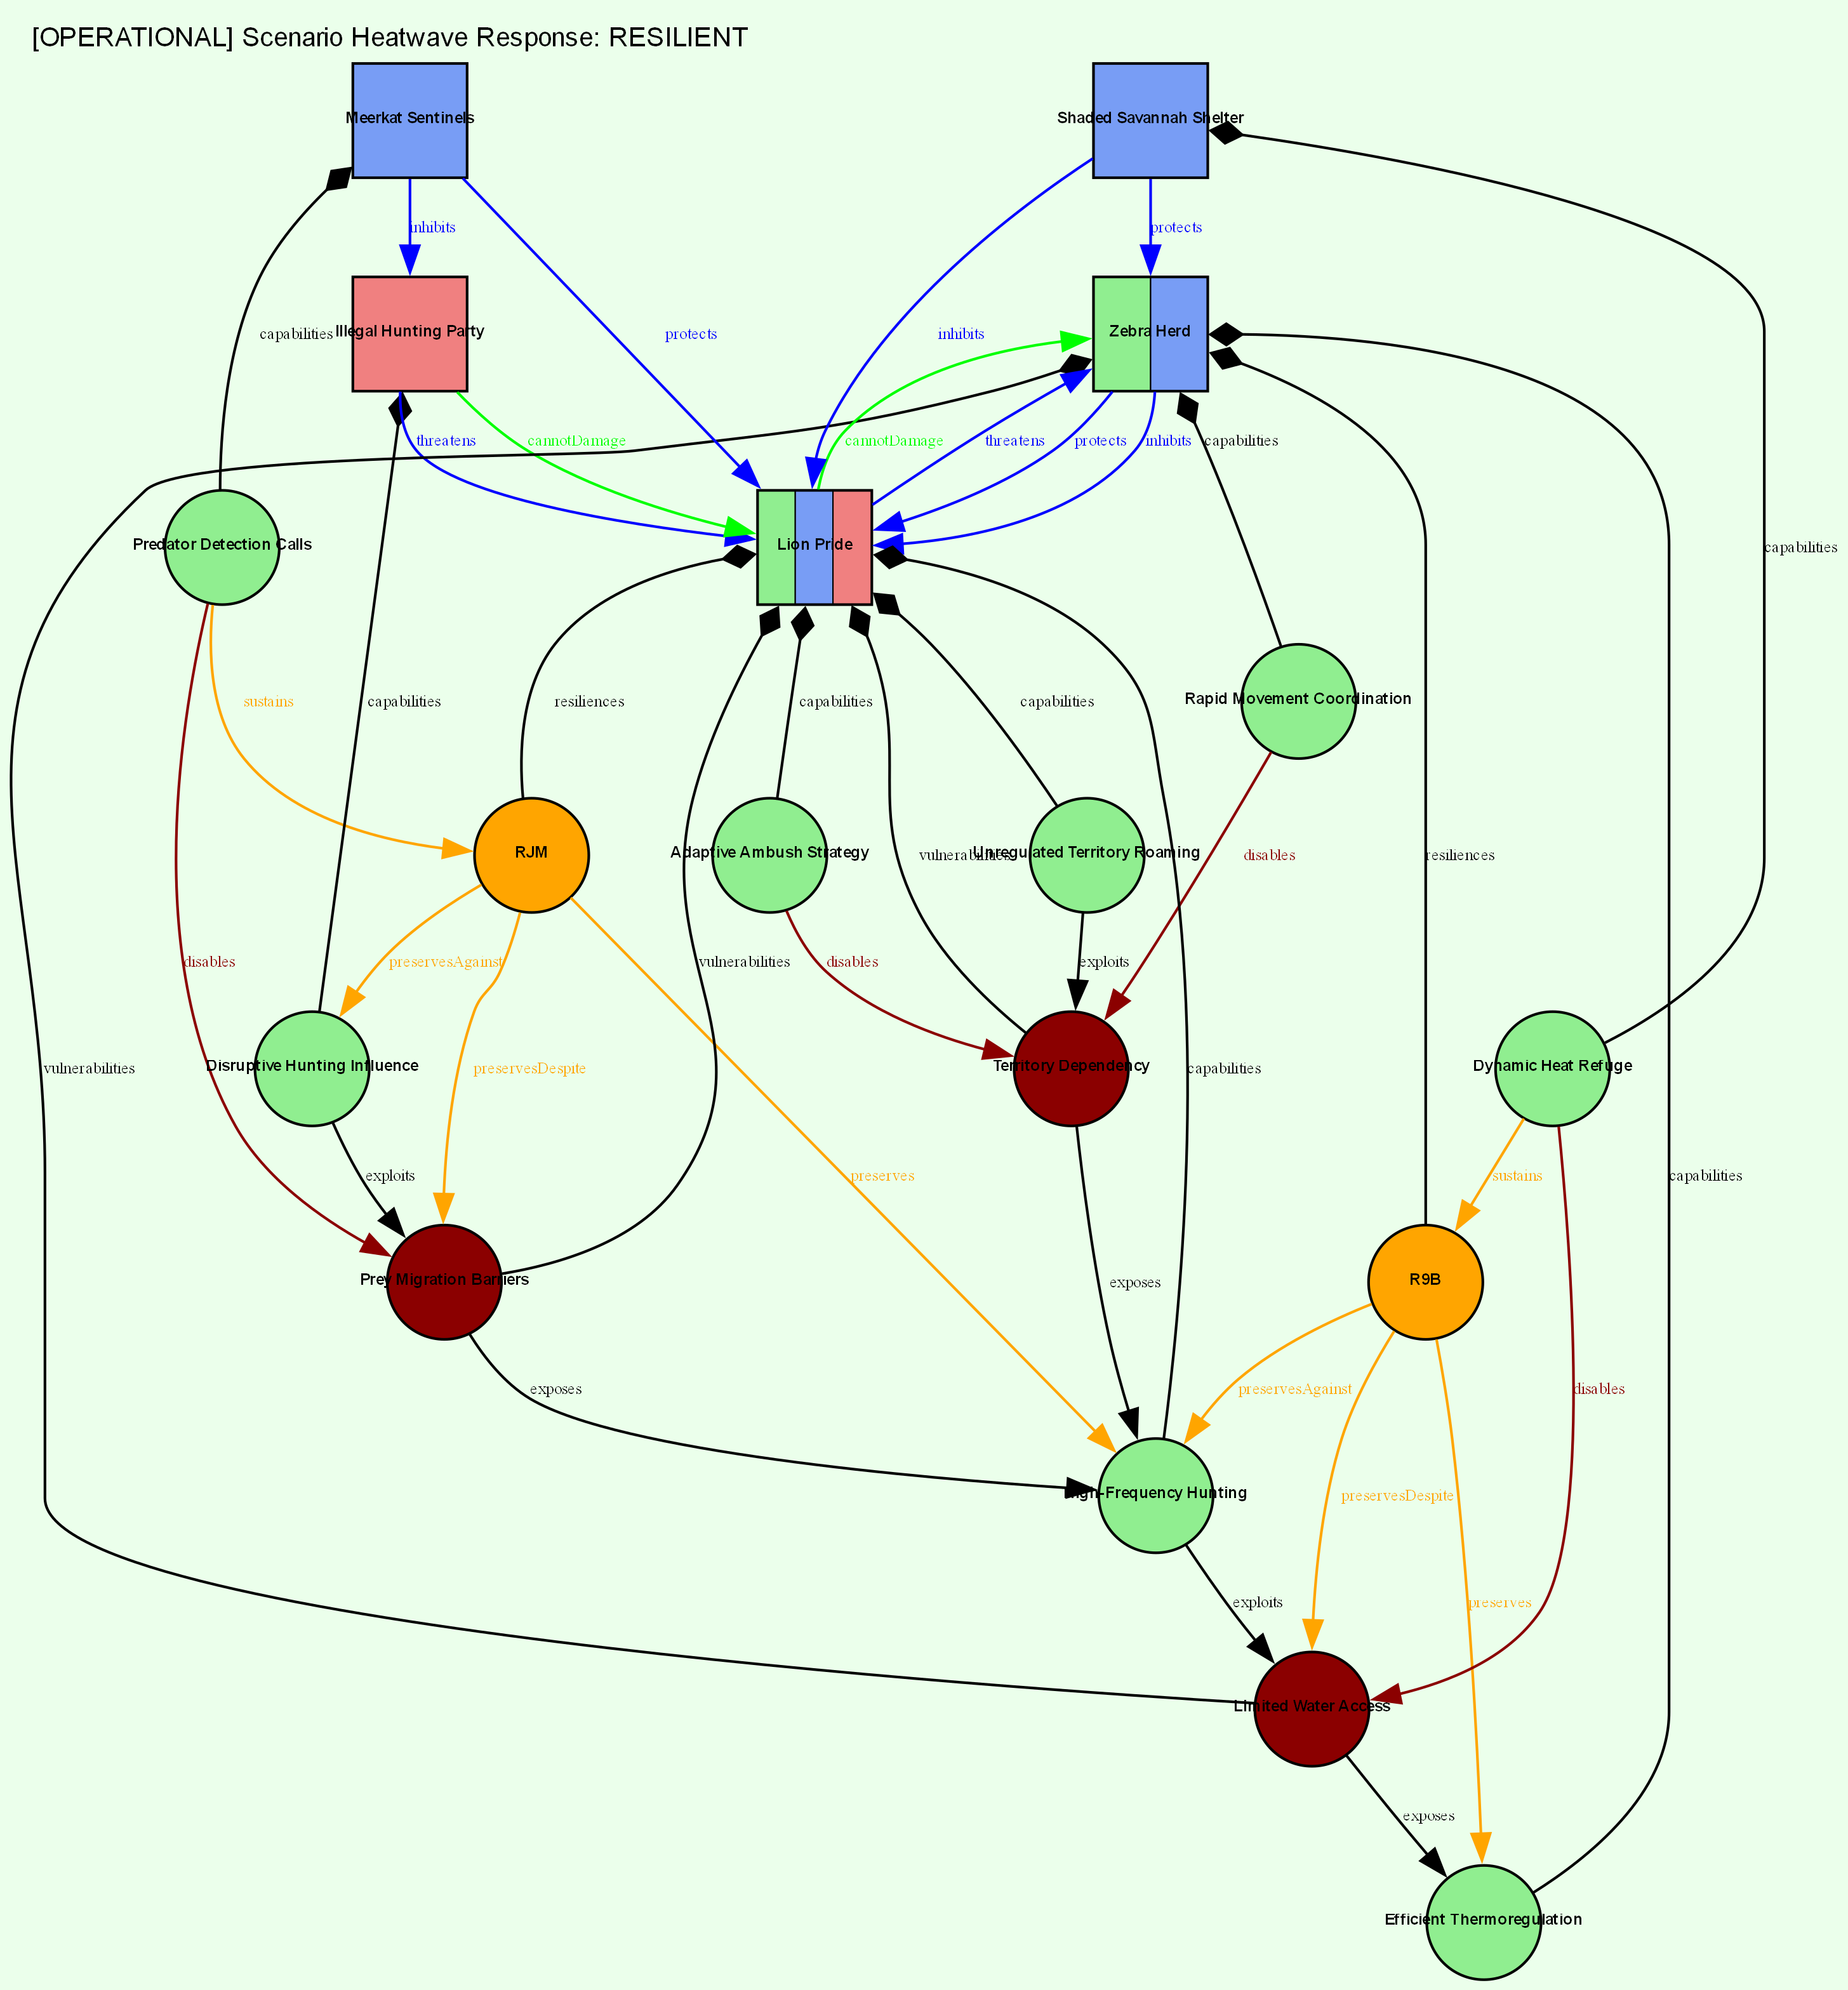 [OPERATIONAL] Scenario Heatwave Response: RESILIENT
Meerkat Sentinels
Shaded Savannah Shelter
inhibits
protects
Illegal Hunting Party
capabilities
protects
inhibits
Zebra Herd
threatens
cannotDamage
cannotDamage
threatens
protects
inhibits
capabilities
Predator Detection Calls
Lion Pride
capabilities
sustains
capabilities
resiliences
capabilities
capabilities
Rapid Movement Coordination
RJM
Adaptive Ambush Strategy
vulnerabilities
Unregulated Territory Roaming
disables
resiliences
disables
preservesAgainst
vulnerabilities
disables
exploits
vulnerabilities
Disruptive Hunting Influence
preservesDespite
Territory Dependency
capabilities
Dynamic Heat Refuge
exploits
preserves
sustains
capabilities
Prey Migration Barriers
exposes
R9B
exposes
preservesAgainst
disables
High-Frequency Hunting
preservesDespite
exploits
preserves
Limited Water Access
exposes
Efficient Thermoregulation